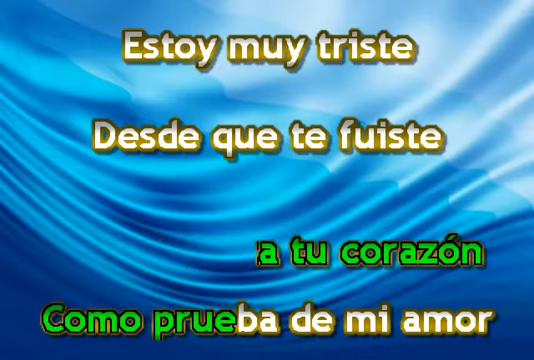 Estoy muy triste
Desde que te fuiste
a tu corazón
Como prueba de mi amor